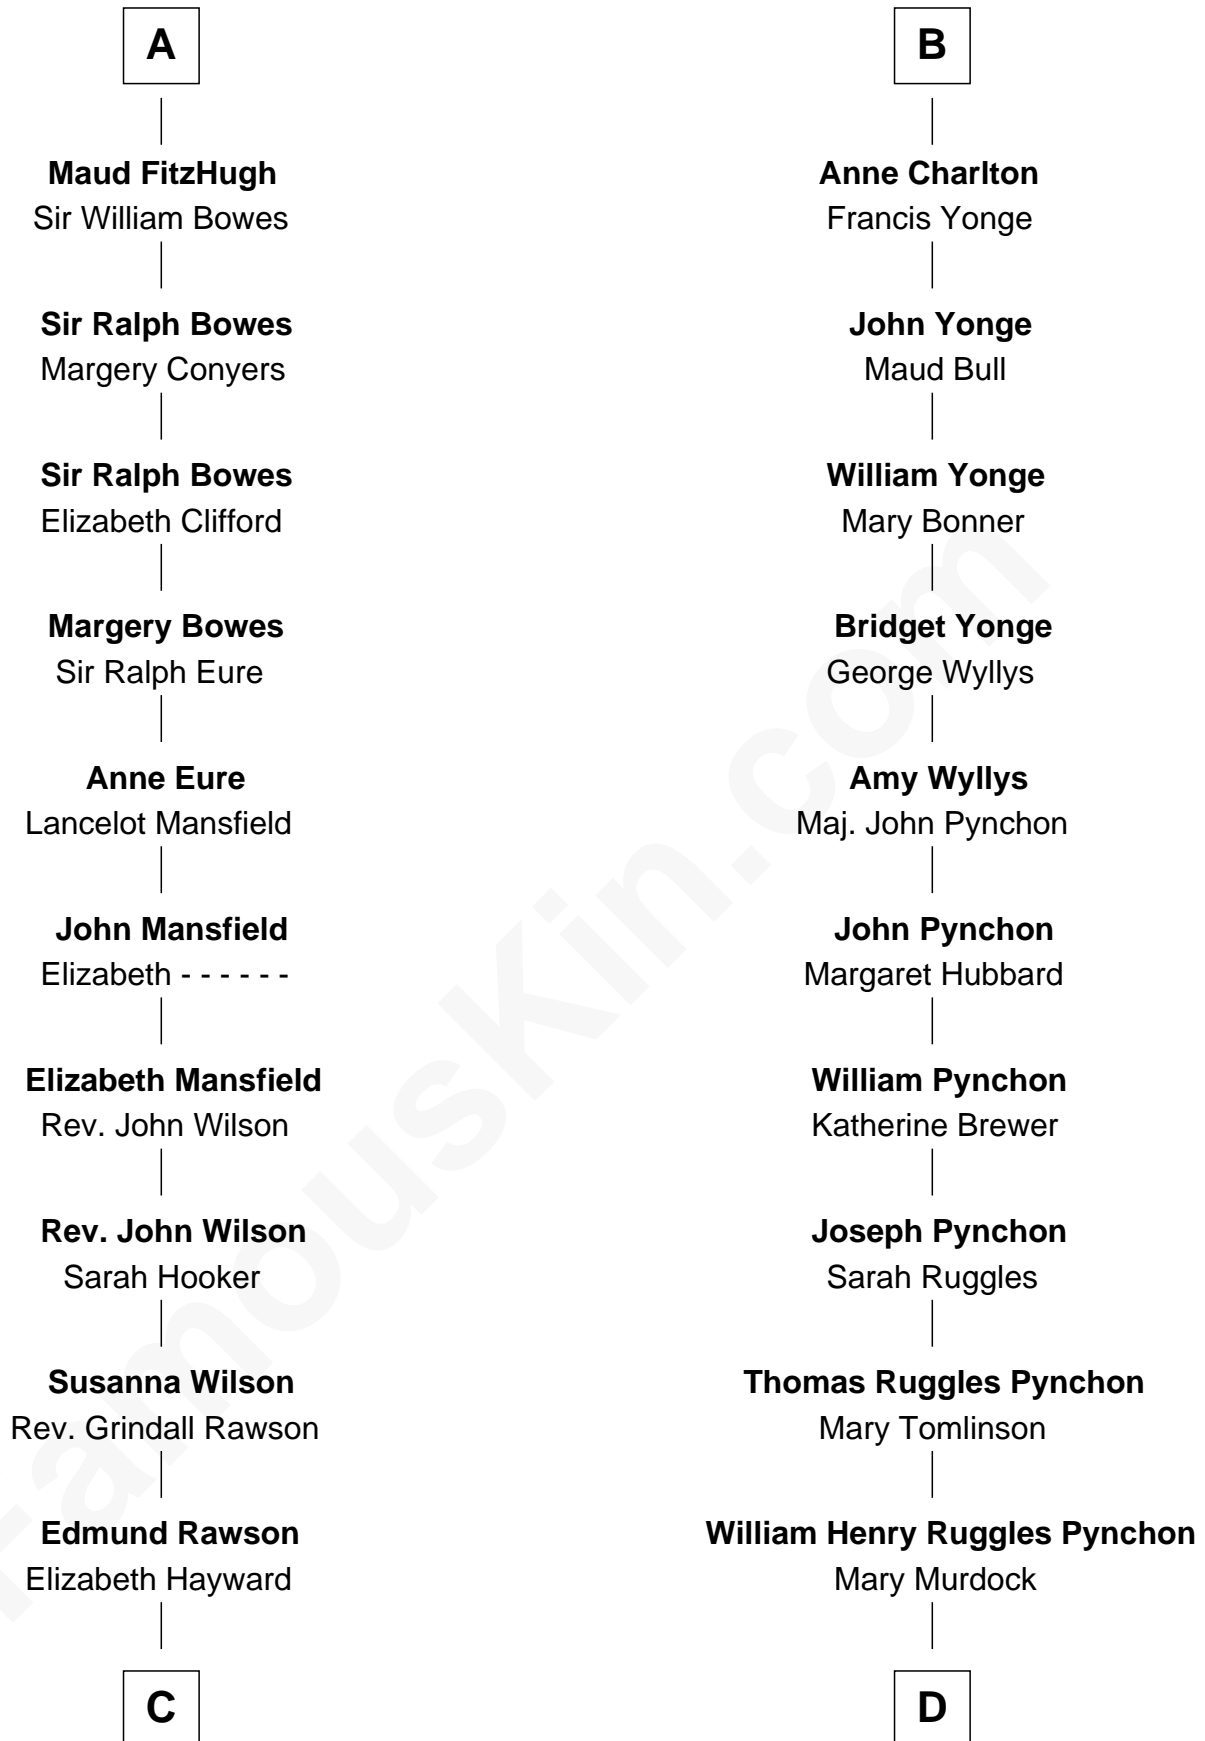 A
Maud FitzHugh
Sir William Bowes
Sir Ralph Bowes
Margery Conyers
Sir Ralph Bowes
Elizabeth Clifford
Margery Bowes
Sir Ralph Eure
Anne Eure
Lancelot Mansfield
John Mansfield
Elizabeth - - - - - -
Elizabeth Mansfield
Rev. John Wilson
Rev. John Wilson
Sarah Hooker
Susanna Wilson
Rev. Grindall Rawson
Edmund Rawson
Elizabeth Hayward
C
B
Anne Charlton
Francis Yonge
John Yonge
Maud Bull
William Yonge
Mary Bonner
Bridget Yonge
George Wyllys
Amy Wyllys
Maj. John Pynchon
John Pynchon
Margaret Hubbard
William Pynchon
Katherine Brewer
Joseph Pynchon
Sarah Ruggles
Thomas Ruggles Pynchon
Mary Tomlinson
William Henry Ruggles Pynchon
Mary Murdock
D
FamousKin.com